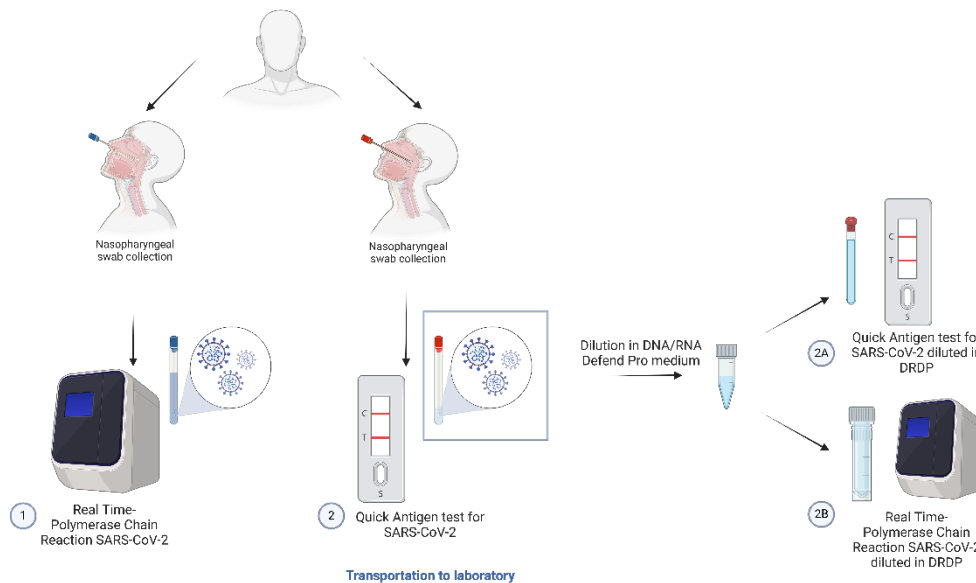 Nasopharyngeal
swab collection
Nasopharyngeal
swab collection
1
Real Time-
Polymerase Chain
Reaction SARS-CoV-2
C
T
S
2
Quick Antigen test for
SARS-CoV-2
Transportation to laboratory
Dilution in DNA/RNA
Defend Pro medium
C
T
S
2A
Quick Antigen test fo
SARS-CoV-2 diluted in
DRDP
2B
Real Time-
Polymerase Chain
Reaction SARS-CoV-2
diluted in DRDP